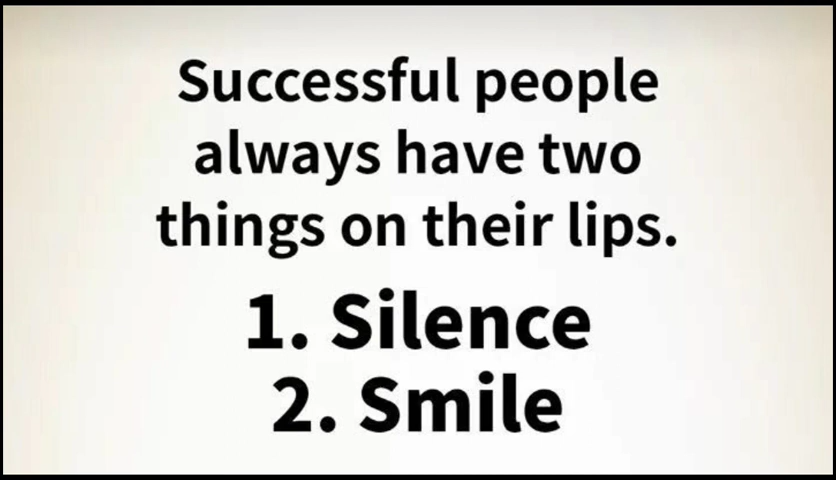 Successful people
always have two
things on their lips.
1. Silence
2. Smile